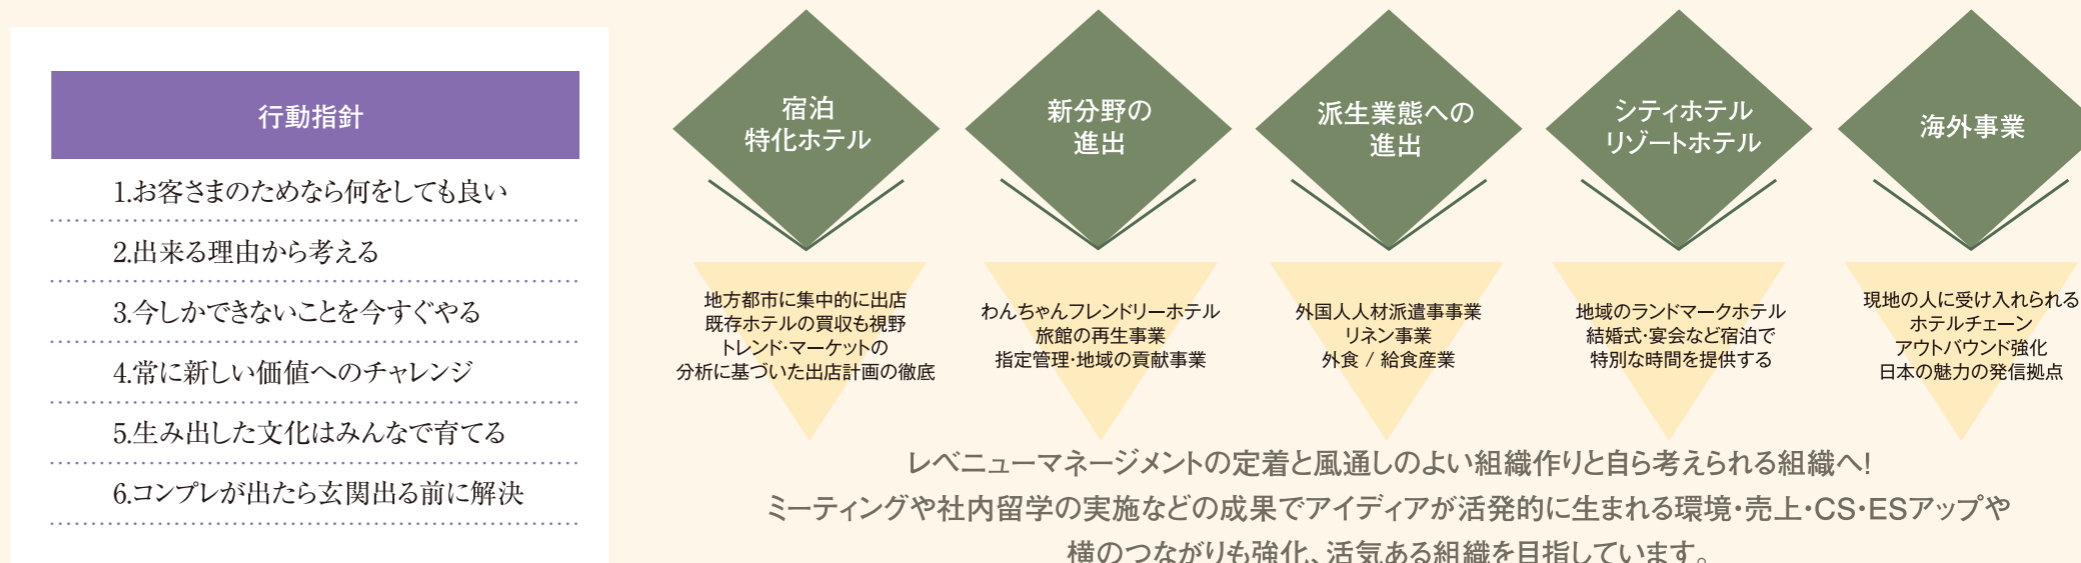 行動指針
1.お客さまのためなら何をしても良い
2.出来る理由から考える
3.今しかできないことを今すぐやる
4.常に新しい価値へのチャレンジ
5.生み出した文化はみんなで育てる
6.コンプレが出たら玄関出る前に解決
宿泊
特化ホテル
地方都市に集中的に出店
既存ホテルの買収も視野
トレンド・マーケットの
分析に基づいた出店計画の徹底
新分野の
進出
わんちゃんフレンドリーホテル
旅館の再生事業
指定管理・地域の貢献事業
派生業態への
進出
外国人人材派遣事事業
リネン事業
外食 / 給食産業
シティホテル
リゾートホテル
地域のランドマークホテル
結婚式・宴会など宿泊で
特別な時間を提供する
海外事業
現地の人に受け入れられる
ホテルチェーン
アウトバウンド強化
日本の魅力の発信拠点
レベニューマネージメントの定着と風通しのよい組織作りと自ら考えられる組織へ!
ミーティングや社内留学の実施などの成果でアイディアが活発的に生まれる環境・売上・CS・ESアップや
横のつながりも強化、活気ある組織を目指しています。